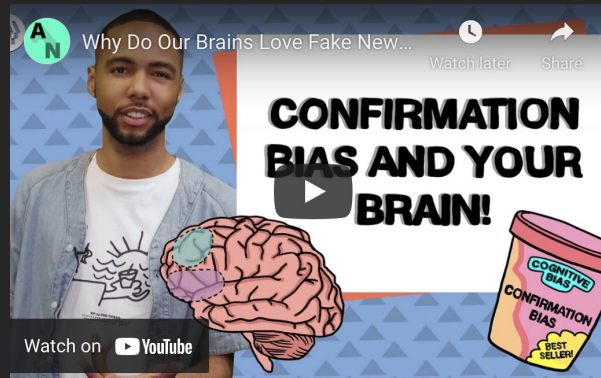 A
N
Why Do Our Brains Love Fake New...
Watch later
Share
CONFIRMATION
BIAS AND YOUR
BRAIN!
COGNITIVE
BIAS
CONFIRMATION
BIAS
BEST
SELLER!
Watch on YouTube